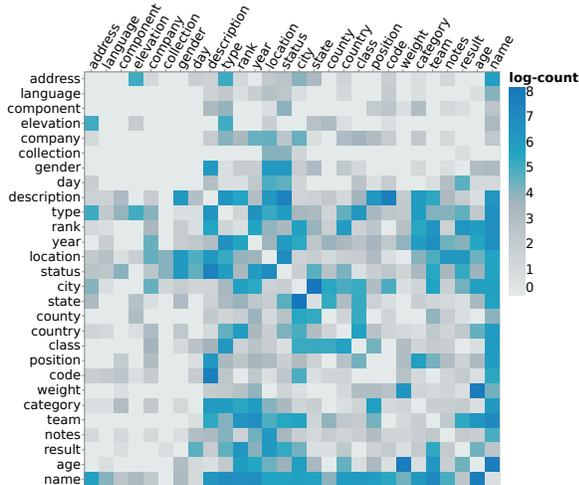 address
language
component
elevation
company
collection
gender
day
description
type
rank
year
location
status
city
state
county
country
class
position
code
weight
category
team
notes
result
age
name
log-count
8
7
6
5
4
3
2
1
0
address
language
component
elevation
company
collection
gender
day
description
type
rank
year
location
status
city
state
county
country
class
position
code
weight
category
team
notes
result
age
name